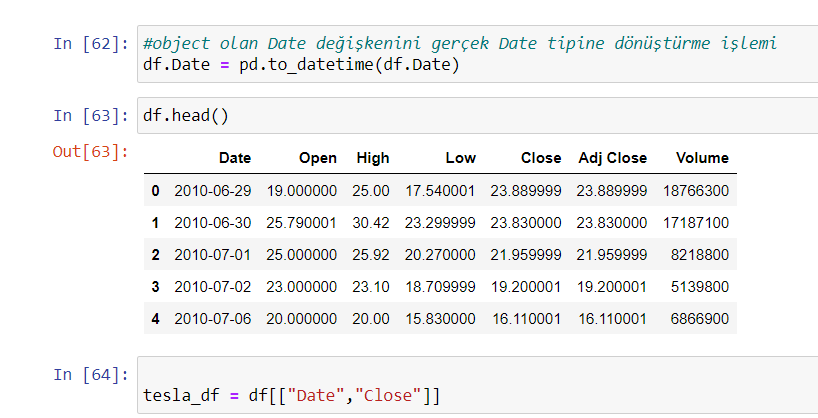 In [62]: #object olan Date değişkenini gerçek Date tipine dönüştürme işlemi
df.Date = pd.to_datetime(df.Date)
In [63]: df.head()
Out[63]:
Date Open High Low Close Adj Close Volume
0 2010-06-29 19.000000 25.00 17.540001 23.889999 23.889999 18766300
1 2010-06-30 25.790001 30.42 23.299999 23.830000 23.830000 17187100
2 2010-07-01 25.000000 25.92 20.270000 21.959999 21.959999 8218800
3 2010-07-02 23.000000 23.10 18.709999 19.200001 19.200001 5139800
4 2010-07-06 20.000000 20.00 15.830000 16.110001 16.110001 6866900
In [64]:
tesla_df = df[["Date","Close"]]